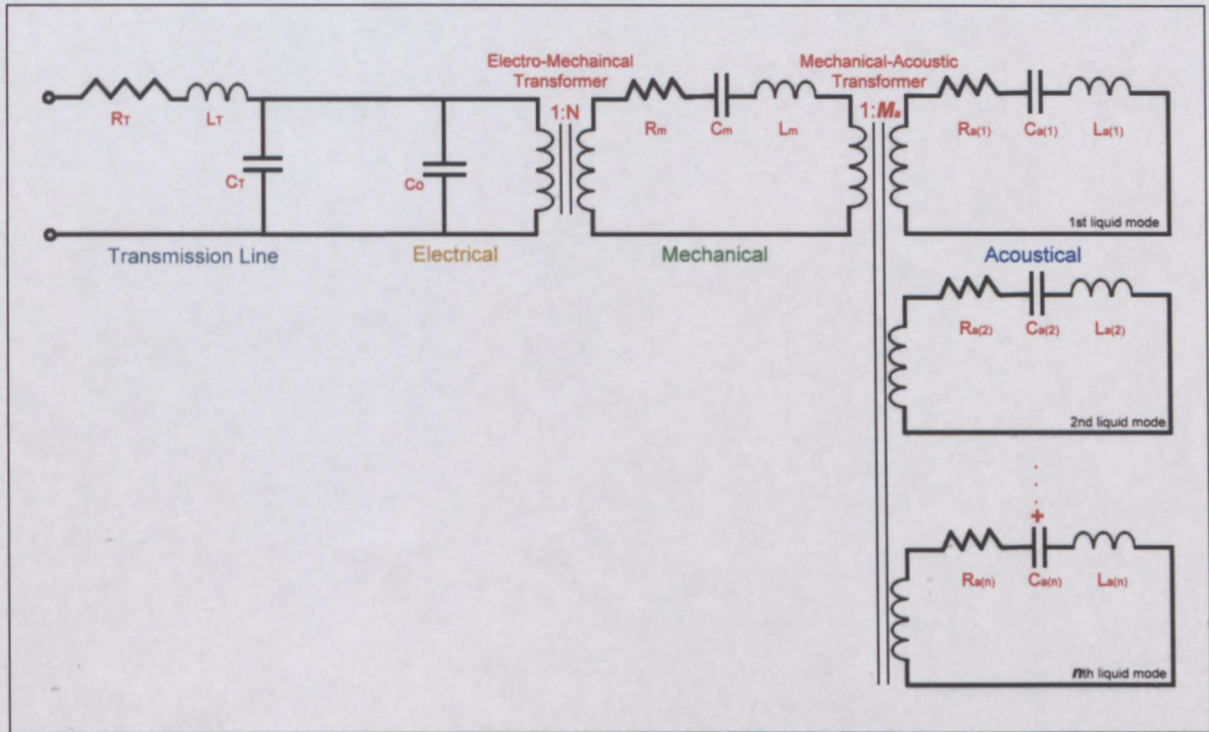 Electro-Mechaincal
Transformer
1:N
Mechanical-Acoustic
Transformer
1:Ma
RT
LT
CT
Co
Rm
Cm
Lm
Ra(1)
Ca(1)
La(1)
1st liquid mode
Transmission Line
Electrical
Mechanical
Acoustical
Ra(2)
Ca(2)
La(2)
2nd liquid mode
+
Ra(n)
Ca(n)
La(n)
nth liquid mode